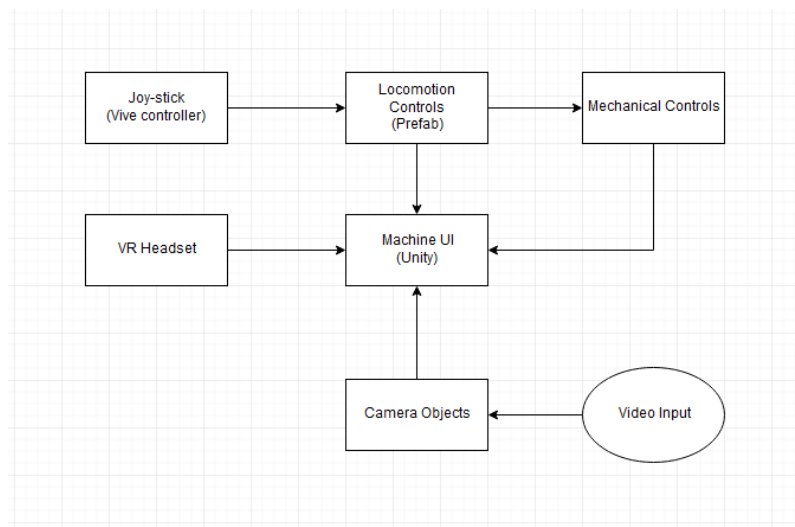 Joy-stick
(Vive controller)
Locomotion
Controls
(Prefab)
Mechanical Controls
VR Headset
Machine UI
(Unity)
Camera Objects
Video Input